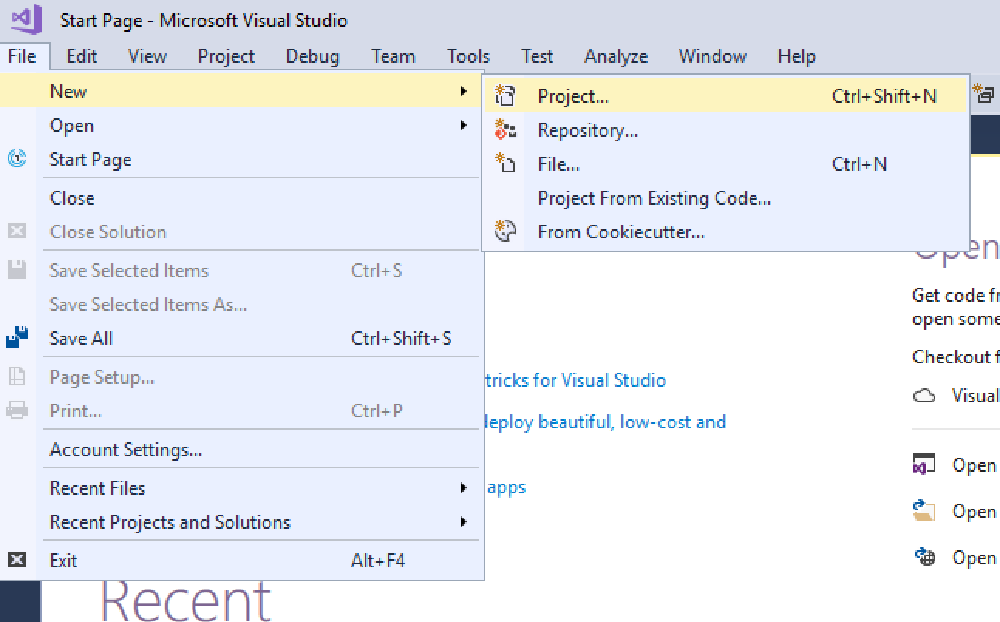 Start Page - Microsoft Visual Studio
File Edit View Project Debug Team Tools Test Analyze Window Help
New
Open
Start Page
Close
Close Solution
Save Selected Items Ctrl+S
Save Selected Items As...
Save All Ctrl+Shift+S
Page Setup...
Print... Ctrl+P
Account Settings...
Recent Files
Recent Projects and Solutions
Exit Alt+F4
Project... Ctrl+Shift+N
Repository...
File... Ctrl+N
Project From Existing Code...
From Cookiecutter...
tricks for Visual Studio
deploy beautiful, low-cost and
apps
Recent
Open
Get code
open
Checkout
Visual
Open
Open
Open